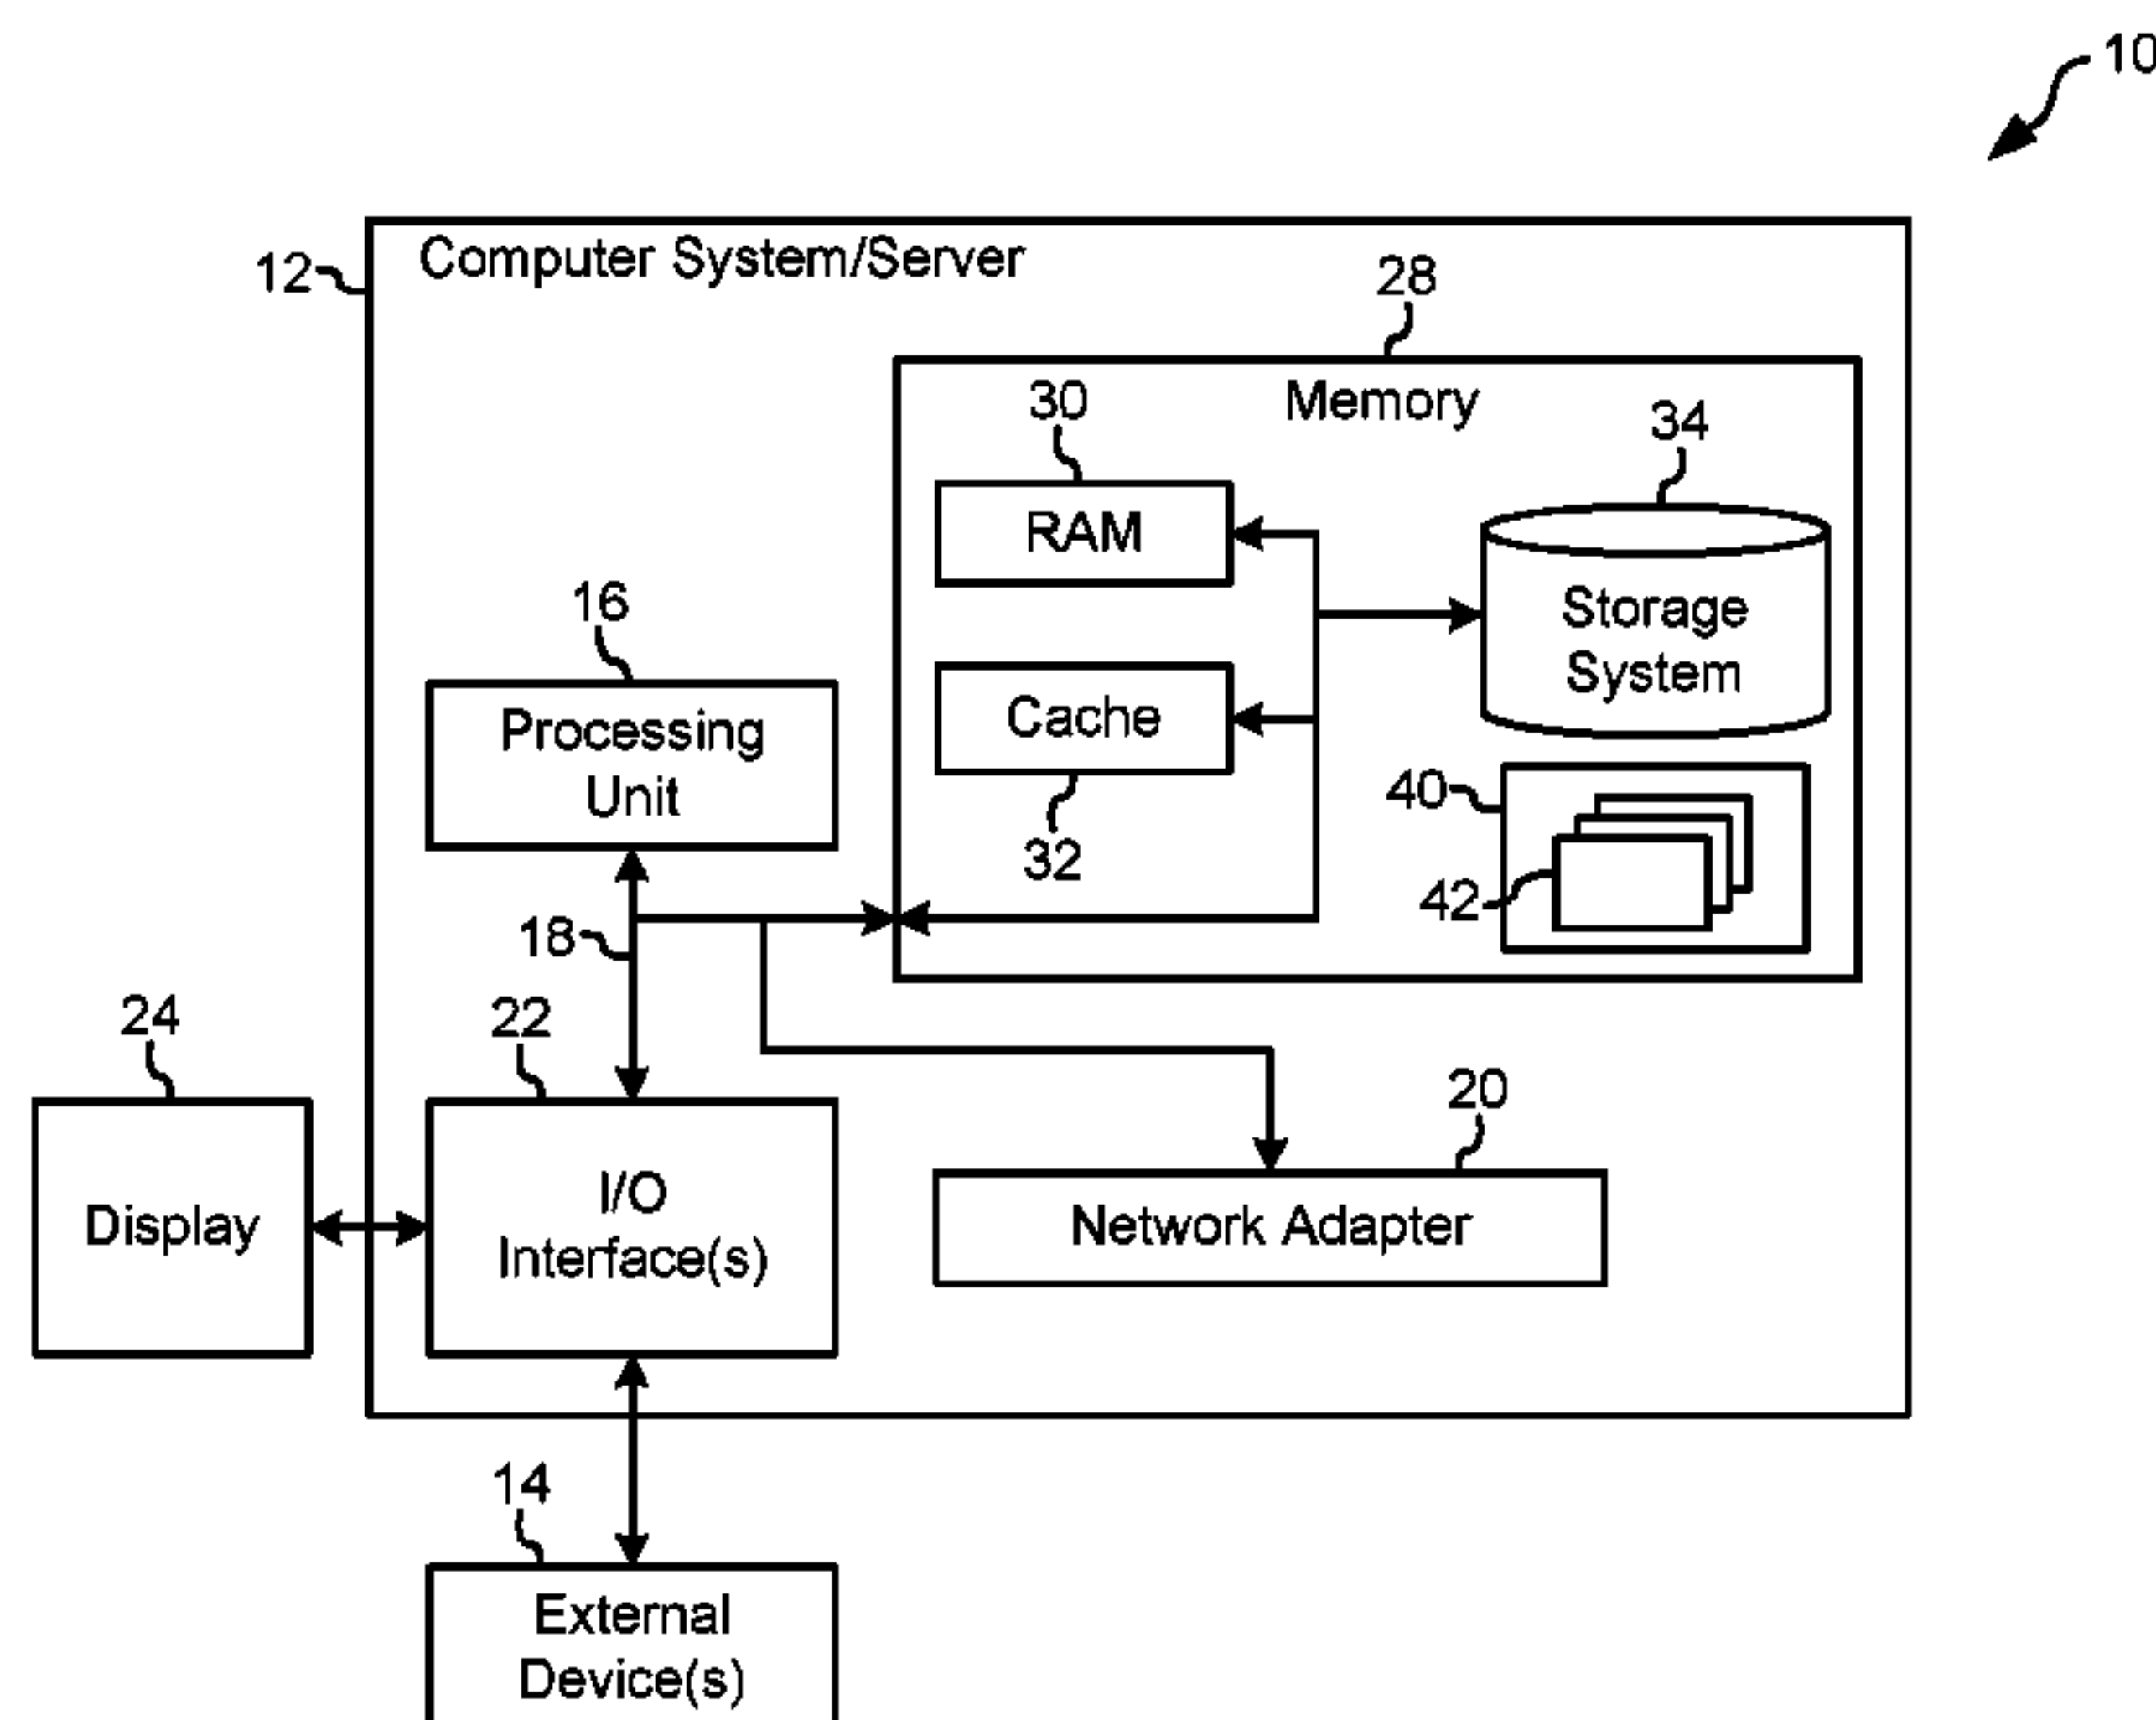 10
12
Computer System/Server
28
Memory
30
34
RAM
Storage
System
16
Processing
Unit
Cache
32
40
42
18
22
24
20
Display
I/O
Interface(s)
Network Adapter
14
External
Device(s)